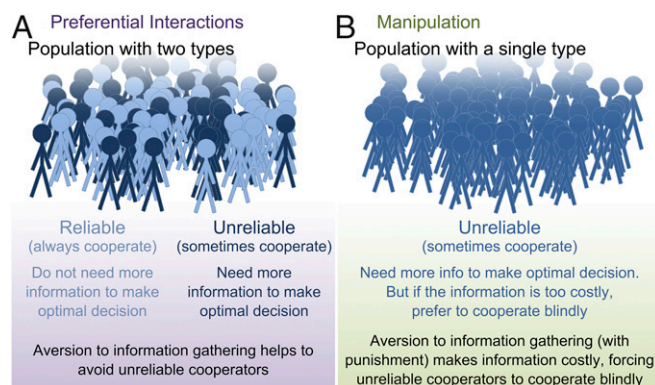 A Preferential Interactions
Population with two types
Reliable
(always cooperate)
Do not need more
information to make
optimal decision
Unreliable
(sometimes cooperate)
Need more
information to make
optimal decision
Aversion to information gathering helps to
avoid unreliable cooperators
B Manipulation
Population with a single type
Unreliable
(sometimes cooperate)
Need more info to make optimal decision.
But if the information is too costly,
prefer to cooperate blindly
Aversion to information gathering (with
punishment) makes information costly, forcing
unreliable cooperators to cooperate blindly